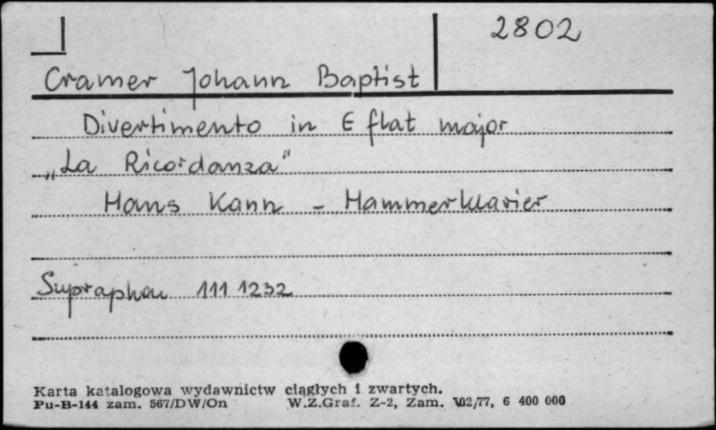 2802
Cramer Johann Baptist
Divertimento in E flat major
„La Ricordanza"
Hans Kann - Hammerklavier
Supraphon 111 1232
Karta katalogowa wydawnictw ciągłych i zwartych.
Pu-B-144 zam. 567/DW/On W.Z.Graf. Z-2, Zam. 102/77, 6 400 000